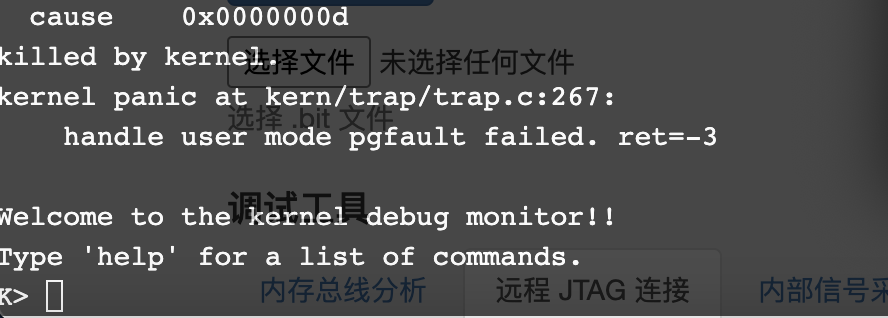 cause    0x0000000d
killed by kernel.
选择文件 未选择任何文件
kernel panic at kern/trap/trap.c:267:
选择 .bit 文件
handle user mode pgfault failed. ret=-3
调试工具
Welcome to the kernel debug monitor!!
Type 'help' for a list of commands.
内存总线分析 远程 JTAG 连接 内部信号采
K>